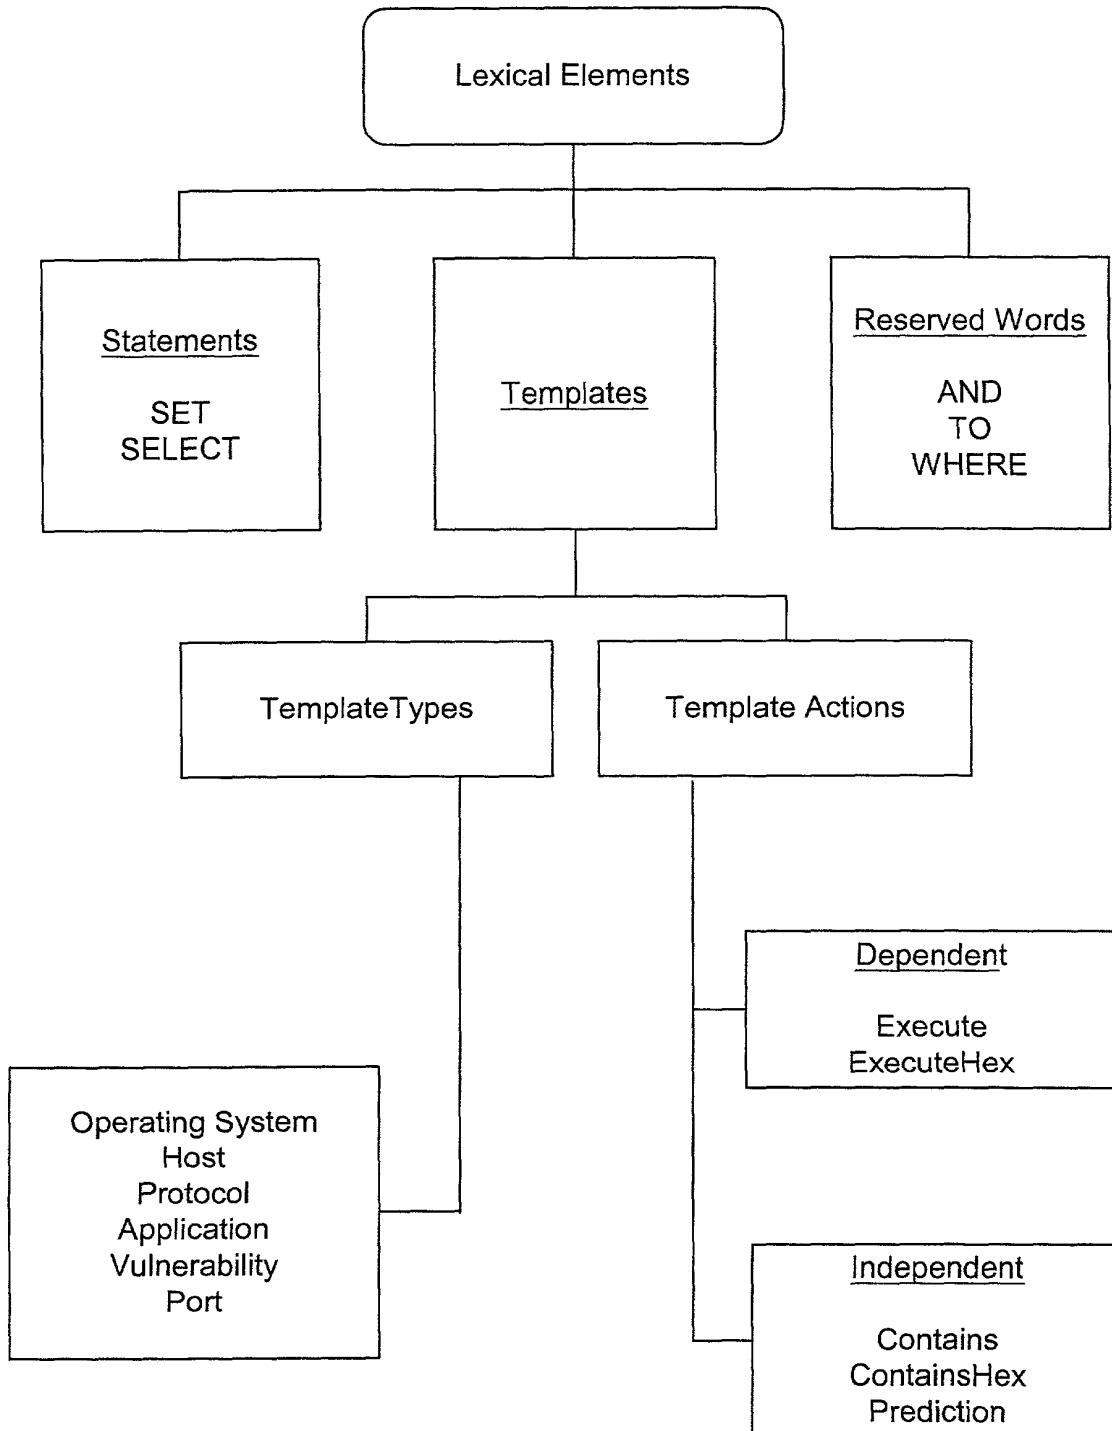 Lexical Elements
Statements
SET
SELECT
Templates
Reserved Words
AND
TO
WHERE
TemplateTypes
Template Actions
Dependent
Execute
ExecuteHex
Operating System
Host
Protocol
Application
Vulnerability
Port
Independent
Contains
ContainsHex
Prediction